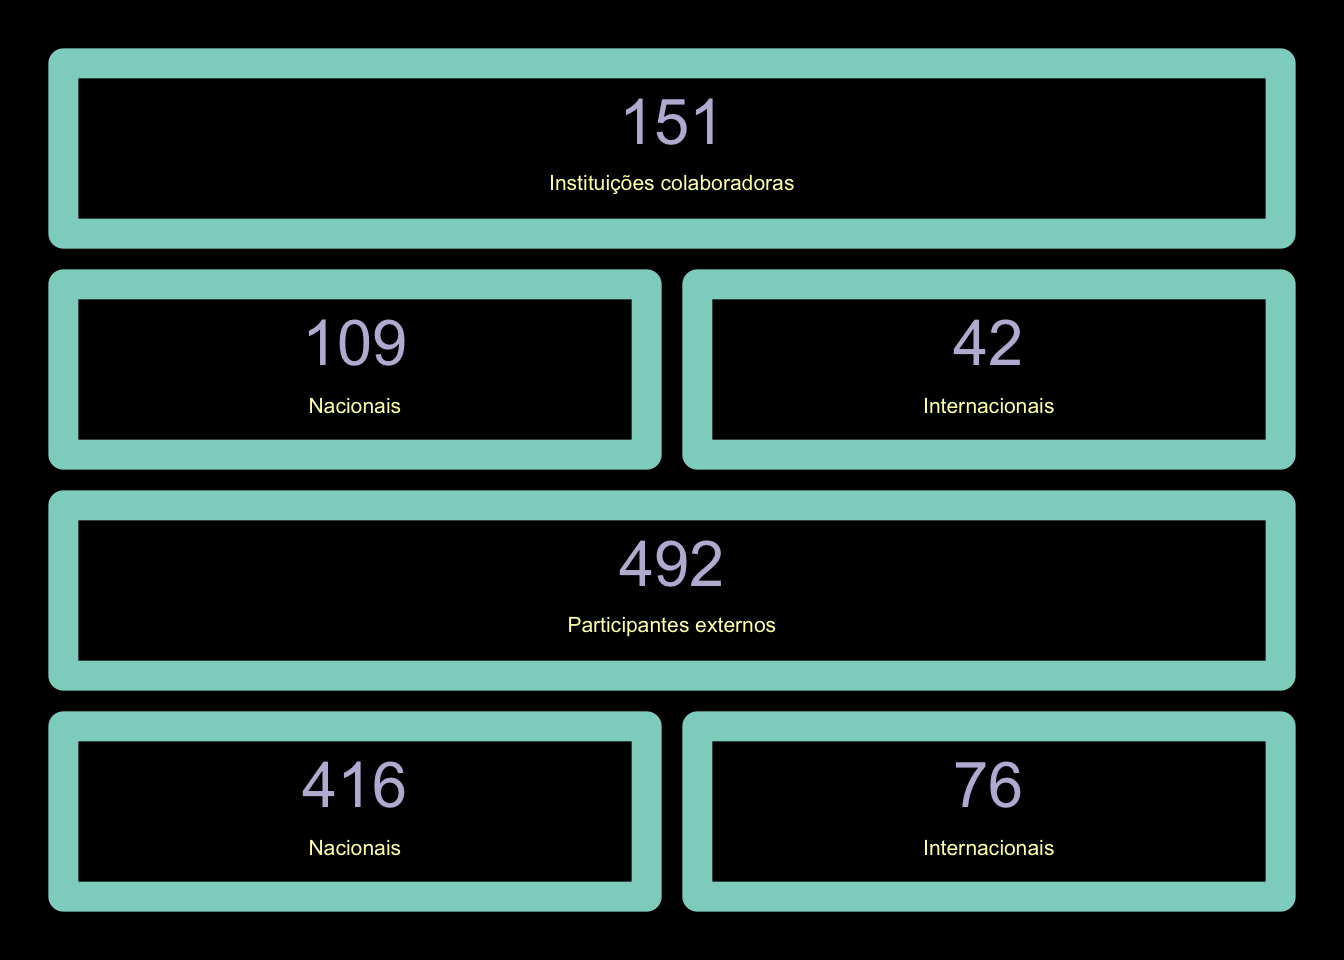 151
Instituições colaboradoras
109
Nacionais
42
Internacionais
492
Participantes externos
416
Nacionais
76
Internacionais